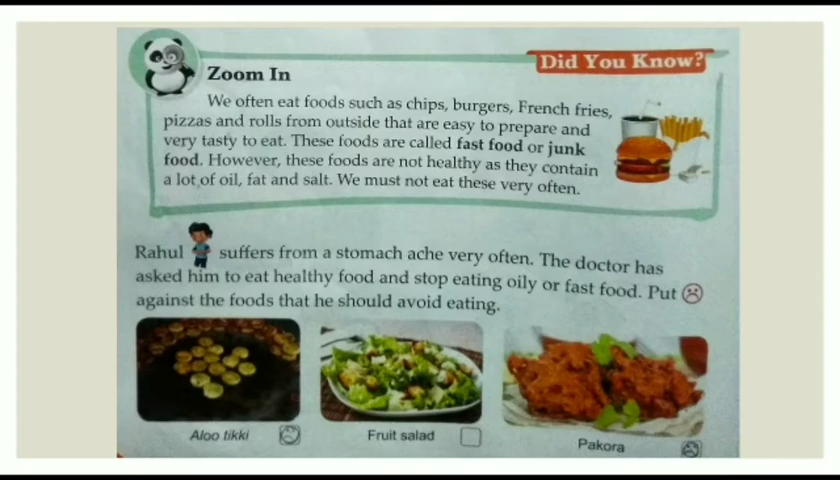 Did You Know?
Zoom In
We often eat foods such as chips, burgers, French fries,
pizzas and rolls from outside that are easy to prepare and
very tasty to eat. These foods are called fast food or junk
food. However, these foods are not healthy as they contain
a lot of oil, fat and salt. We must not eat these very often.
Rahul suffers from a stomach ache very often. The doctor has
asked him to eat healthy food and stop eating oily or fast food. Put
against the foods that he should avoid eating.
Aloo tikki
Fruit salad
Pakora